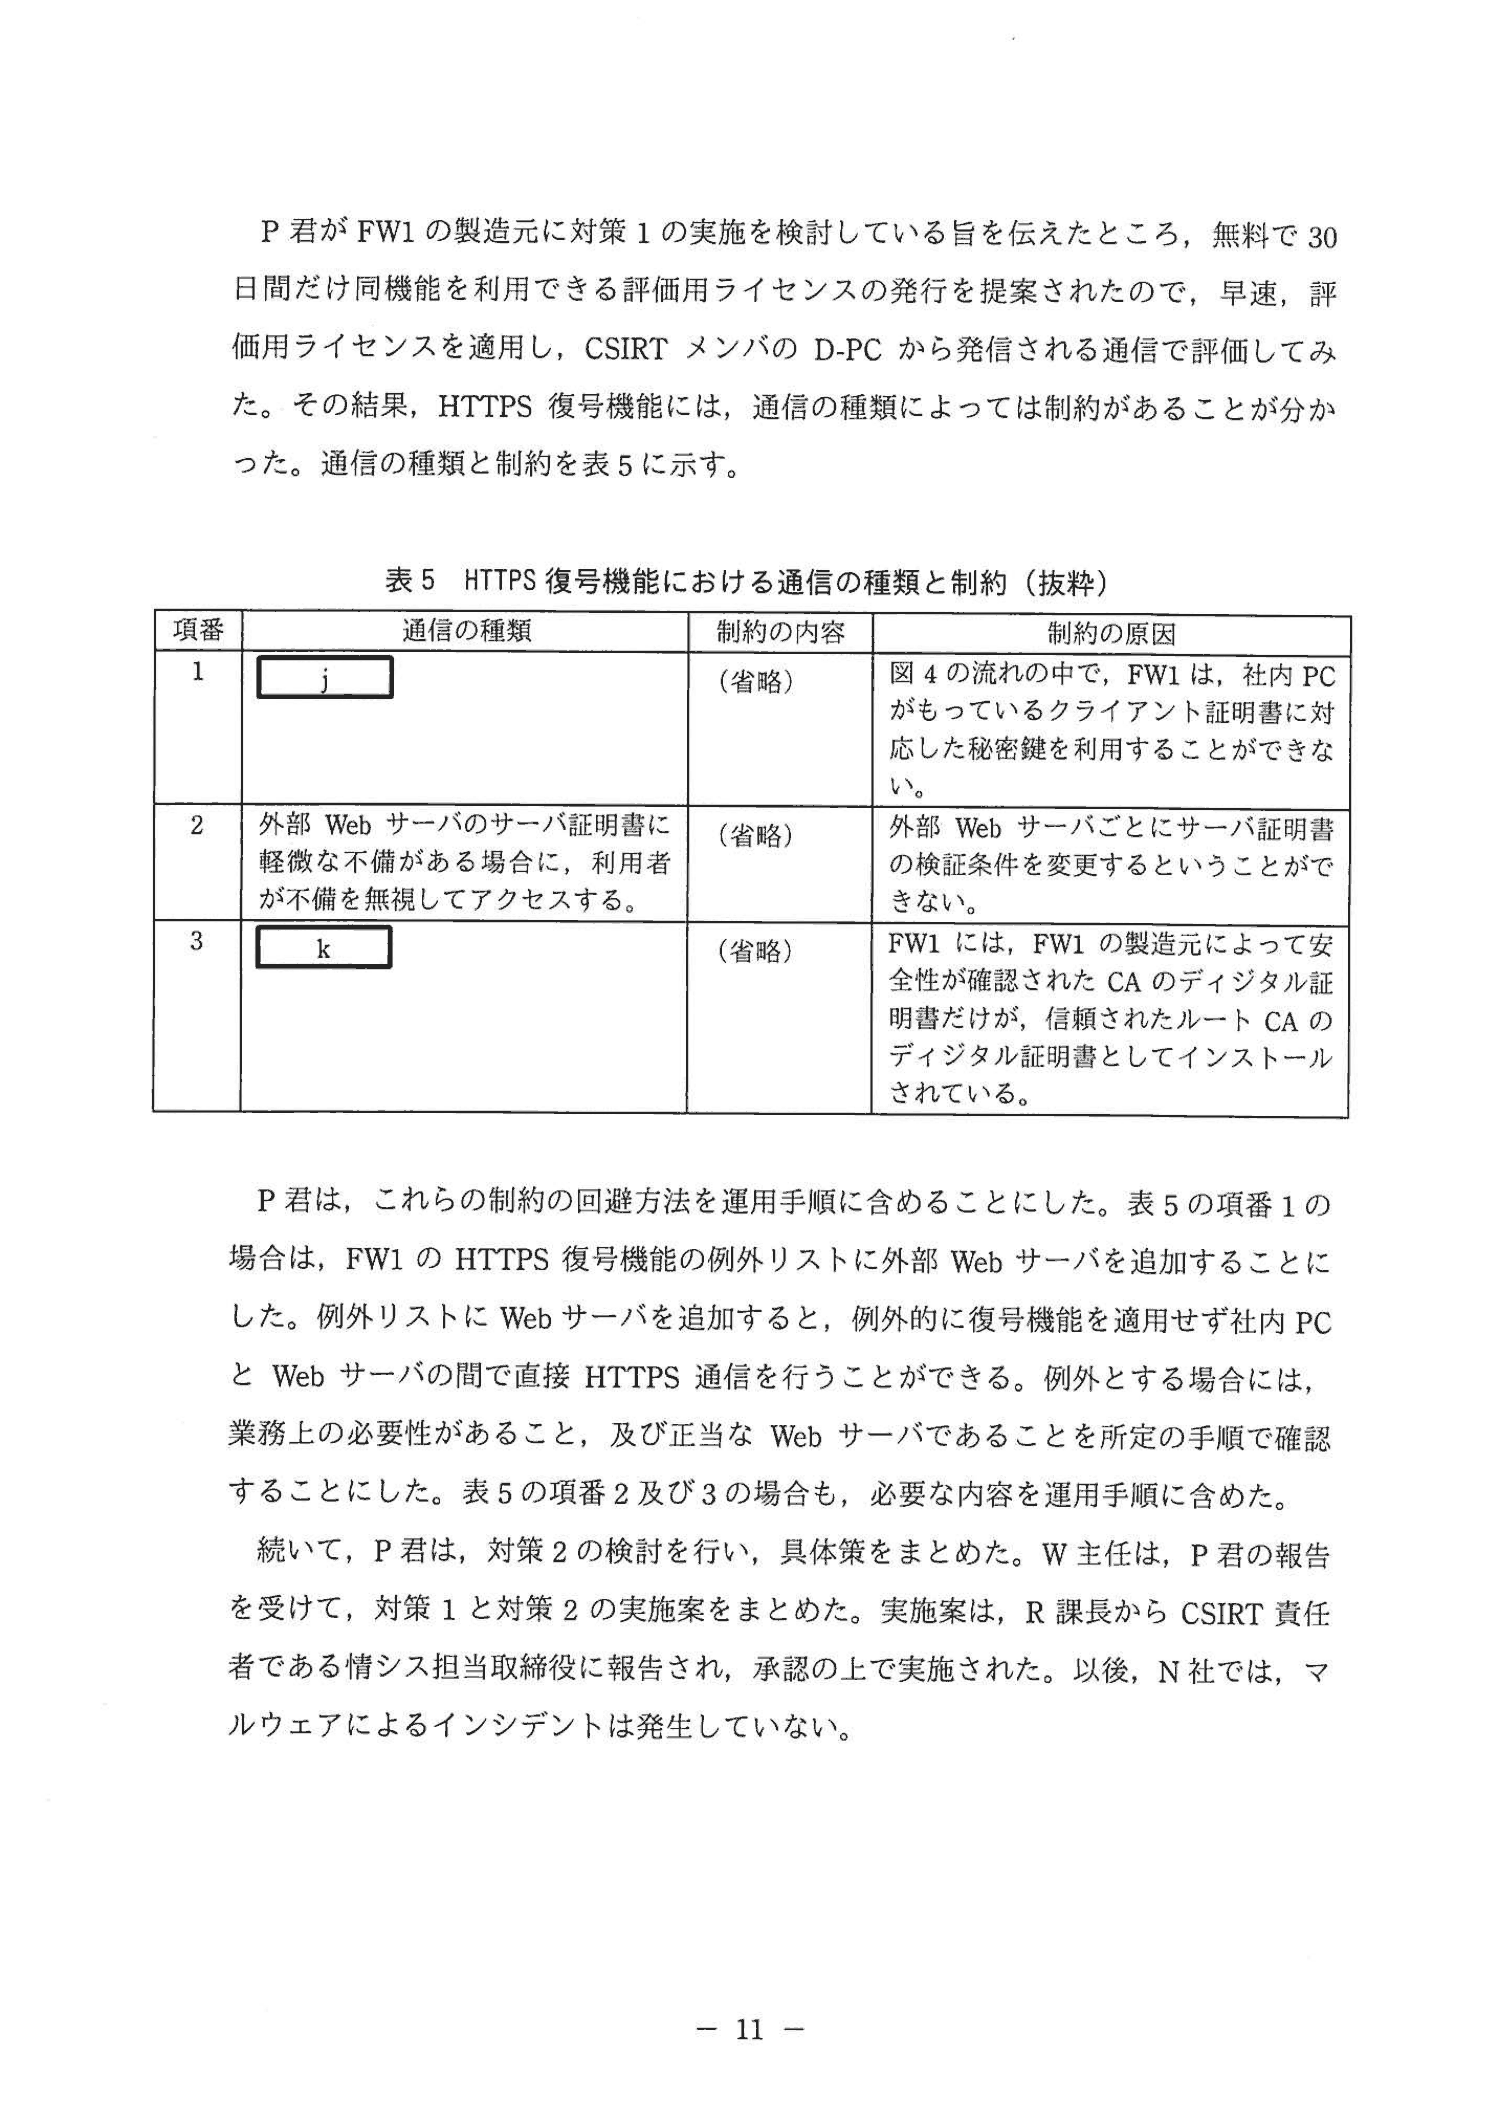 P 君が FW1 の製造元に対策 1 の実施を検討している旨を伝えたところ，無料で 30
日間だけ同機能を利用できる評価用ライセンスの発行を提案されたので，早速，評
価用ライセンスを適用し，CSIRT メンバの D-PC から発信される通信で評価してみ
た。その結果，HTTPS 復号機能には，通信の種類によっては制約があることが分か
った。通信の種類と制約を表 5 に示す。
表 5 HTTPS 復号機能における通信の種類と制約（抜粋）
項番 通信の種類 制約の内容 制約の原因
1 j （省略） 図 4 の流れの中で，FW1 は，社内 PC
がもっているクライアント証明書に対
応した秘密鍵を利用することができな
い。
2 外部 Web サーバのサーバ証明書に （省略） 外部 Web サーバごとにサーバ証明書
軽微な不備がある場合に，利用者 の検証条件を変更するということがで
が不備を無視してアクセスする。 きない。
3 k （省略） FW1 には，FW1 の製造元によって安
全性が確認された CA のディジタル証
明書だけが，信頼されたルート CA の
ディジタル証明書としてインストール
されている。
P 君は，これらの制約の回避方法を運用手順に含めることにした。表 5 の項番 1 の
場合は，FW1 の HTTPS 復号機能の例外リストに外部 Web サーバを追加することに
した。例外リストに Web サーバを追加すると，例外的に復号機能を適用せず社内 PC
と Web サーバの間で直接 HTTPS 通信を行うことができる。例外とする場合には，
業務上の必要性があること，及び正当な Web サーバであることを所定の手順で確認
することにした。表 5 の項番 2 及び 3 の場合も，必要な内容を運用手順に含めた。
続いて，P 君は，対策 2 の検討を行い，具体策をまとめた。W 主任は，P 君の報告
を受けて，対策 1 と対策 2 の実施案をまとめた。実施案は，R 課長から CSIRT 責任
者である情シス担当取締役に報告され，承認の上で実施された。以後，N 社では，マ
ルウェアによるインシデントは発生していない。
－ 11 －